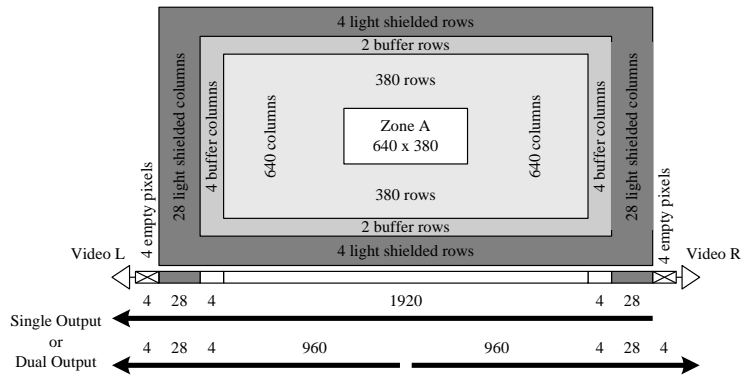 4 light shielded rows
2 buffer rows
380 rows
4 empty pixels
28 light shielded columns
4 buffer columns
640 columns
Zone A
640 x 380
640 columns
4 buffer columns
28 light shielded columns
4 empty pixels
380 rows
2 buffer rows
4 light shielded rows
Video L
Video R
4 28 4 1920 4 28
Single Output
or
Dual Output
4 28 4 960 960 4 28 4